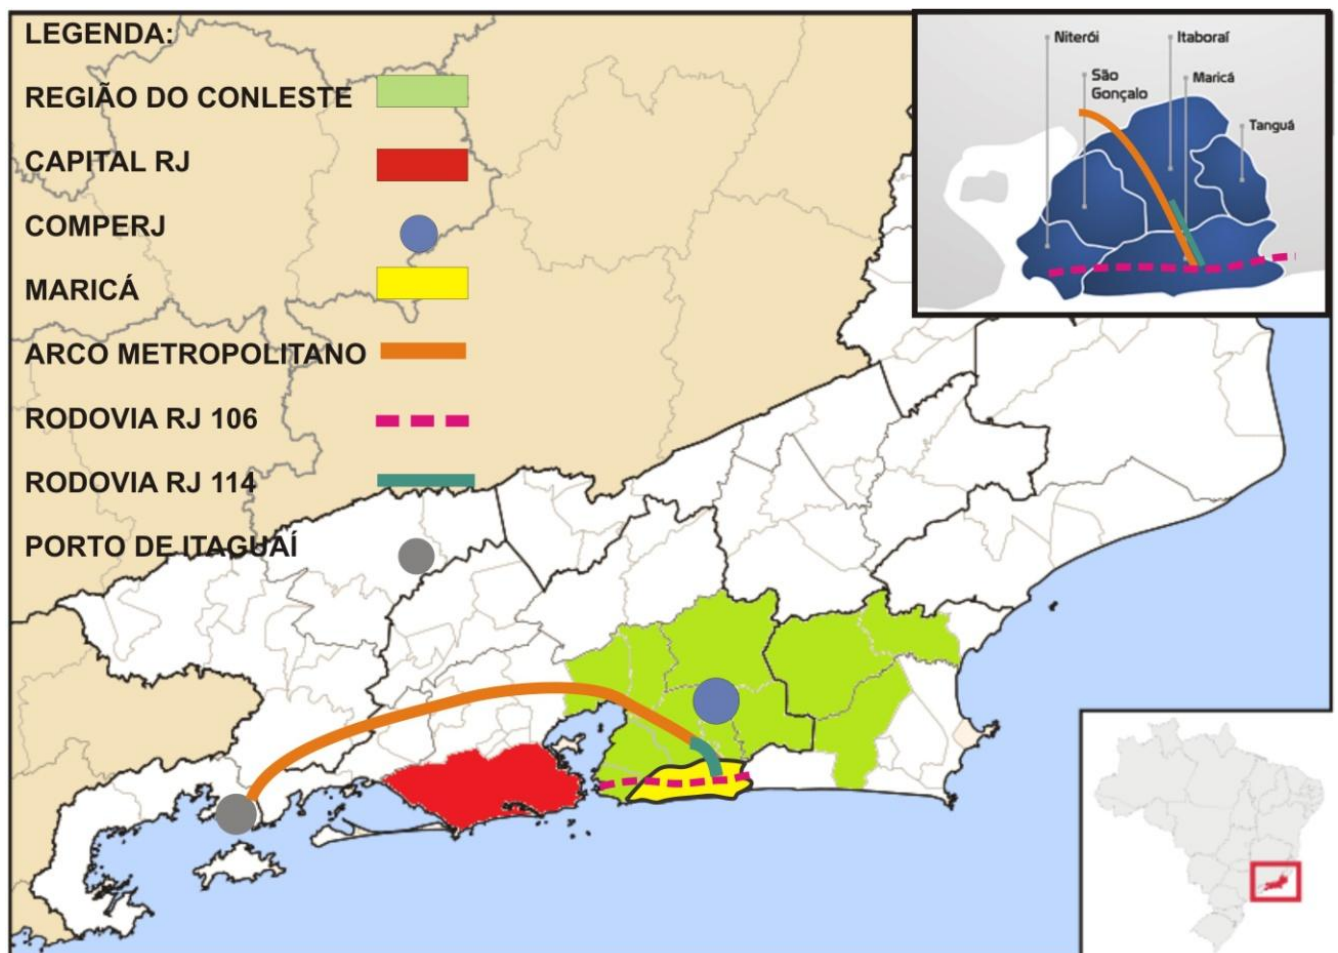 LEGENDA:
REGIÃO DO CONLESTE
CAPITAL RJ
COMPERJ
MARICÁ
ARCO METROPOLITANO
RODOVIA RJ 106
RODOVIA RJ 114
PORTO DE ITAGUAÍ
Niterói
Itaboraí
São
Gonçalo
Maricá
Tanguá